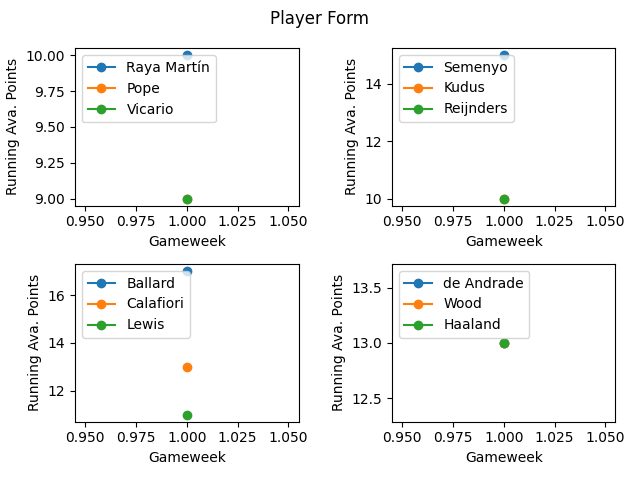 Player Form
10.00
9.75
9.50
9.25
9.00
Running Ava. Points
Raya Martín
Pope
Vicario
0.950 0.975 1.000 1.025 1.050
Gameweek
14
12
10
Running Ava. Points
Semenyo
Kudus
Reijnders
0.950 0.975 1.000 1.025 1.050
Gameweek
16
14
12
Running Ava. Points
Ballard
Calafiori
Lewis
0.950 0.975 1.000 1.025 1.050
Gameweek
13.5
13.0
12.5
Running Ava. Points
de Andrade
Wood
Haaland
0.950 0.975 1.000 1.025 1.050
Gameweek